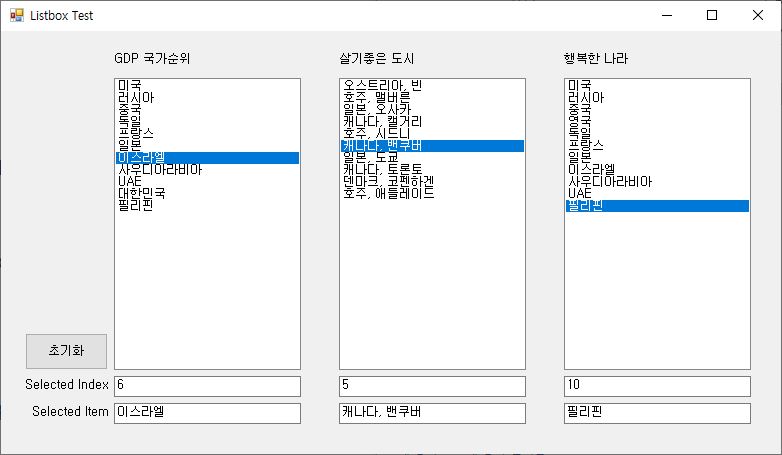 Listbox Test
GDP 국가순위
살기좋은 도시
행복한 나라
미국
러시아
중국
독일
프랑스
일본
이스라엘
사우디아라비아
UAE
대한민국
필리핀
오스트리아, 빈
호주, 맬버른
일본, 오사카
캐나다, 캘거리
호주, 시드니
캐나다, 밴쿠버
일본, 도쿄
캐나다, 토론토
덴마크, 코펜하겐
호주, 애들레이드
미국
러시아
중국
영국
독일
프랑스
일본
이스라엘
사우디아라비아
UAE
필리핀
초기화
Selected Index 6 5 10
Selected Item 이스라엘 캐나다, 밴쿠버 필리핀